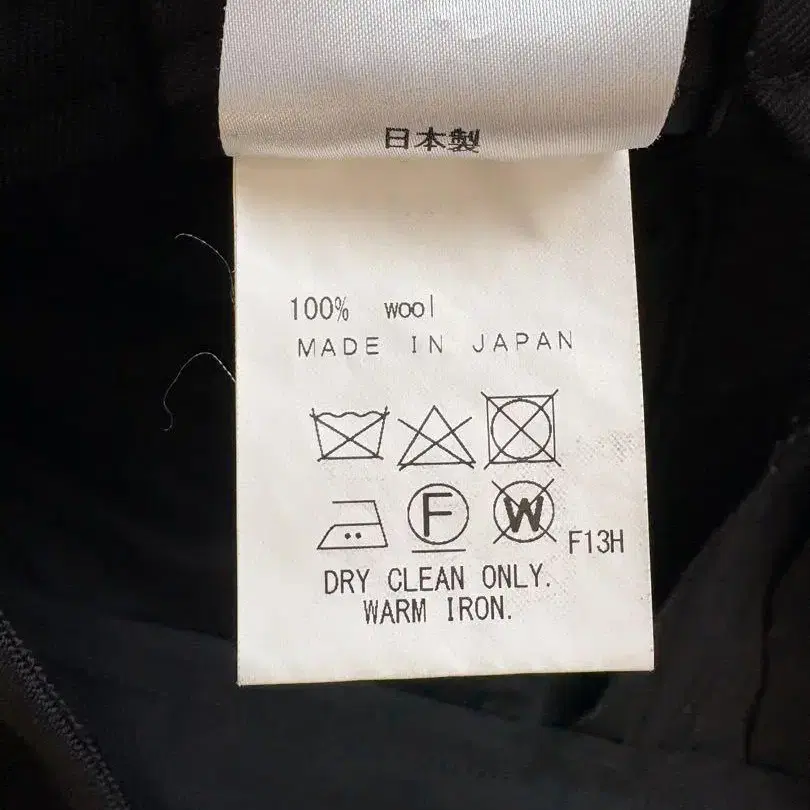 日本製
100% wool
MADE IN JAPAN
F W F13H
DRY CLEAN ONLY.
WARM IRON.